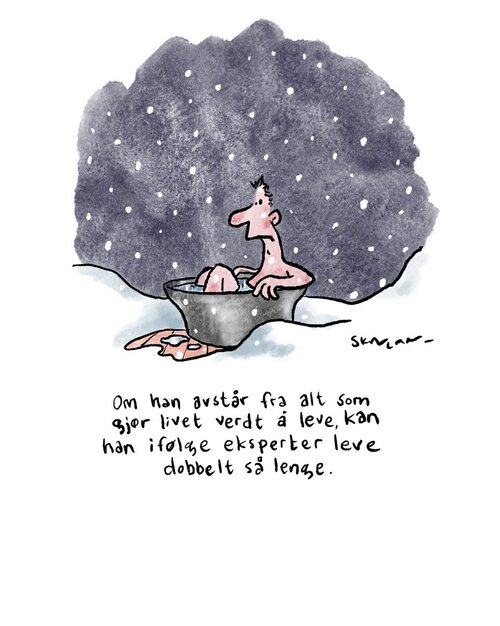 Om han avstår fra alt som
gjør livet verdt å leve, kan
han ifølge eksperter leve
dobbelt så lenge.